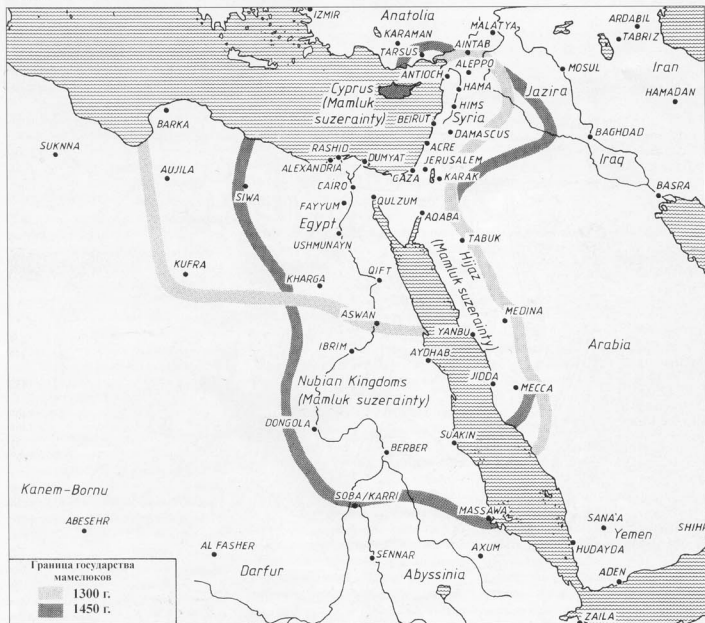 IZMIR
Anatolia
KARAMAN
TARSUS
MALATYA
AINTAB
ALEPPO
ANTIOCH
HAMA
HIMS
Syria
BEIRUT
DAMASCUS
ACRE
JERUSALEM
GAZA
KARAK
Cyprus
(Mamluk
suzerainty)
ARDABIL
TABRIZ
MOSUL
Iran
Jazira
HAMADAN
BAGHDAD
Iraq
BASRA
BARKA
SUKNNA
AUJILA
SIWA
KUFRA
RASHID
ALEXANDRIA
DUMYAT
CAIRO
QULZUM
FAYYUM
Egypt
USHMUNAYN
AQABA
TABUK
Hijaz
(Mamluk suzerainty)
KHARGA
QIFT
ASWAN
IBRIM
YANBU
MEDINA
Arabia
AYDHAB
JIDDA
MECCA
Nubian Kingdoms
(Mamluk suzerainty)
DONGOLA
BERBER
SUAKIN
SOBA/KARRI
MASSAWA
Kanem-Bornu
ABESEHR
AL FASHER
Darfur
SENNAR
AXUM
Abyssinia
SANA'A
Yemen
SHIHR
HUDAYDA
ADEN
ZAILA
Граница государства
мамелюков
1300 г.
1450 г.